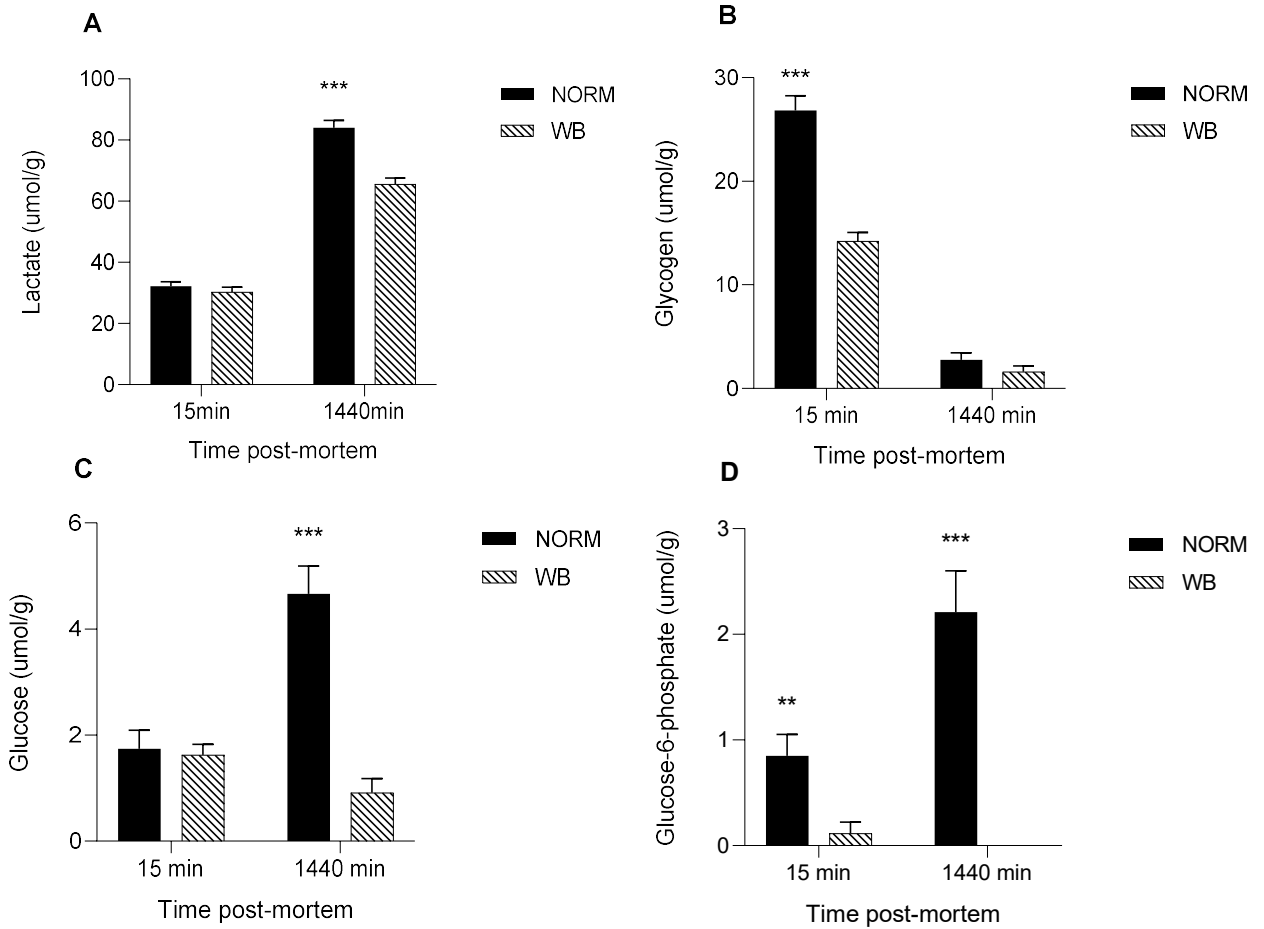 A
Lactate (umol/g)
100
80
60
40
20
0
***
15min
1440min
Time post-mortem
NORM
WB
B
Glycogen (umol/g)
30
20
10
0
***
15 min
1440 min
Time post-mortem
NORM
WB
C
Glucose (umol/g)
6
4
2
0
***
15 min
1440 min
Time post-mortem
NORM
WB
D
Glucose-6-phosphate (umol/g)
3
2
1
0
**
***
15 min
1440 min
Time post-mortem
NORM
WB